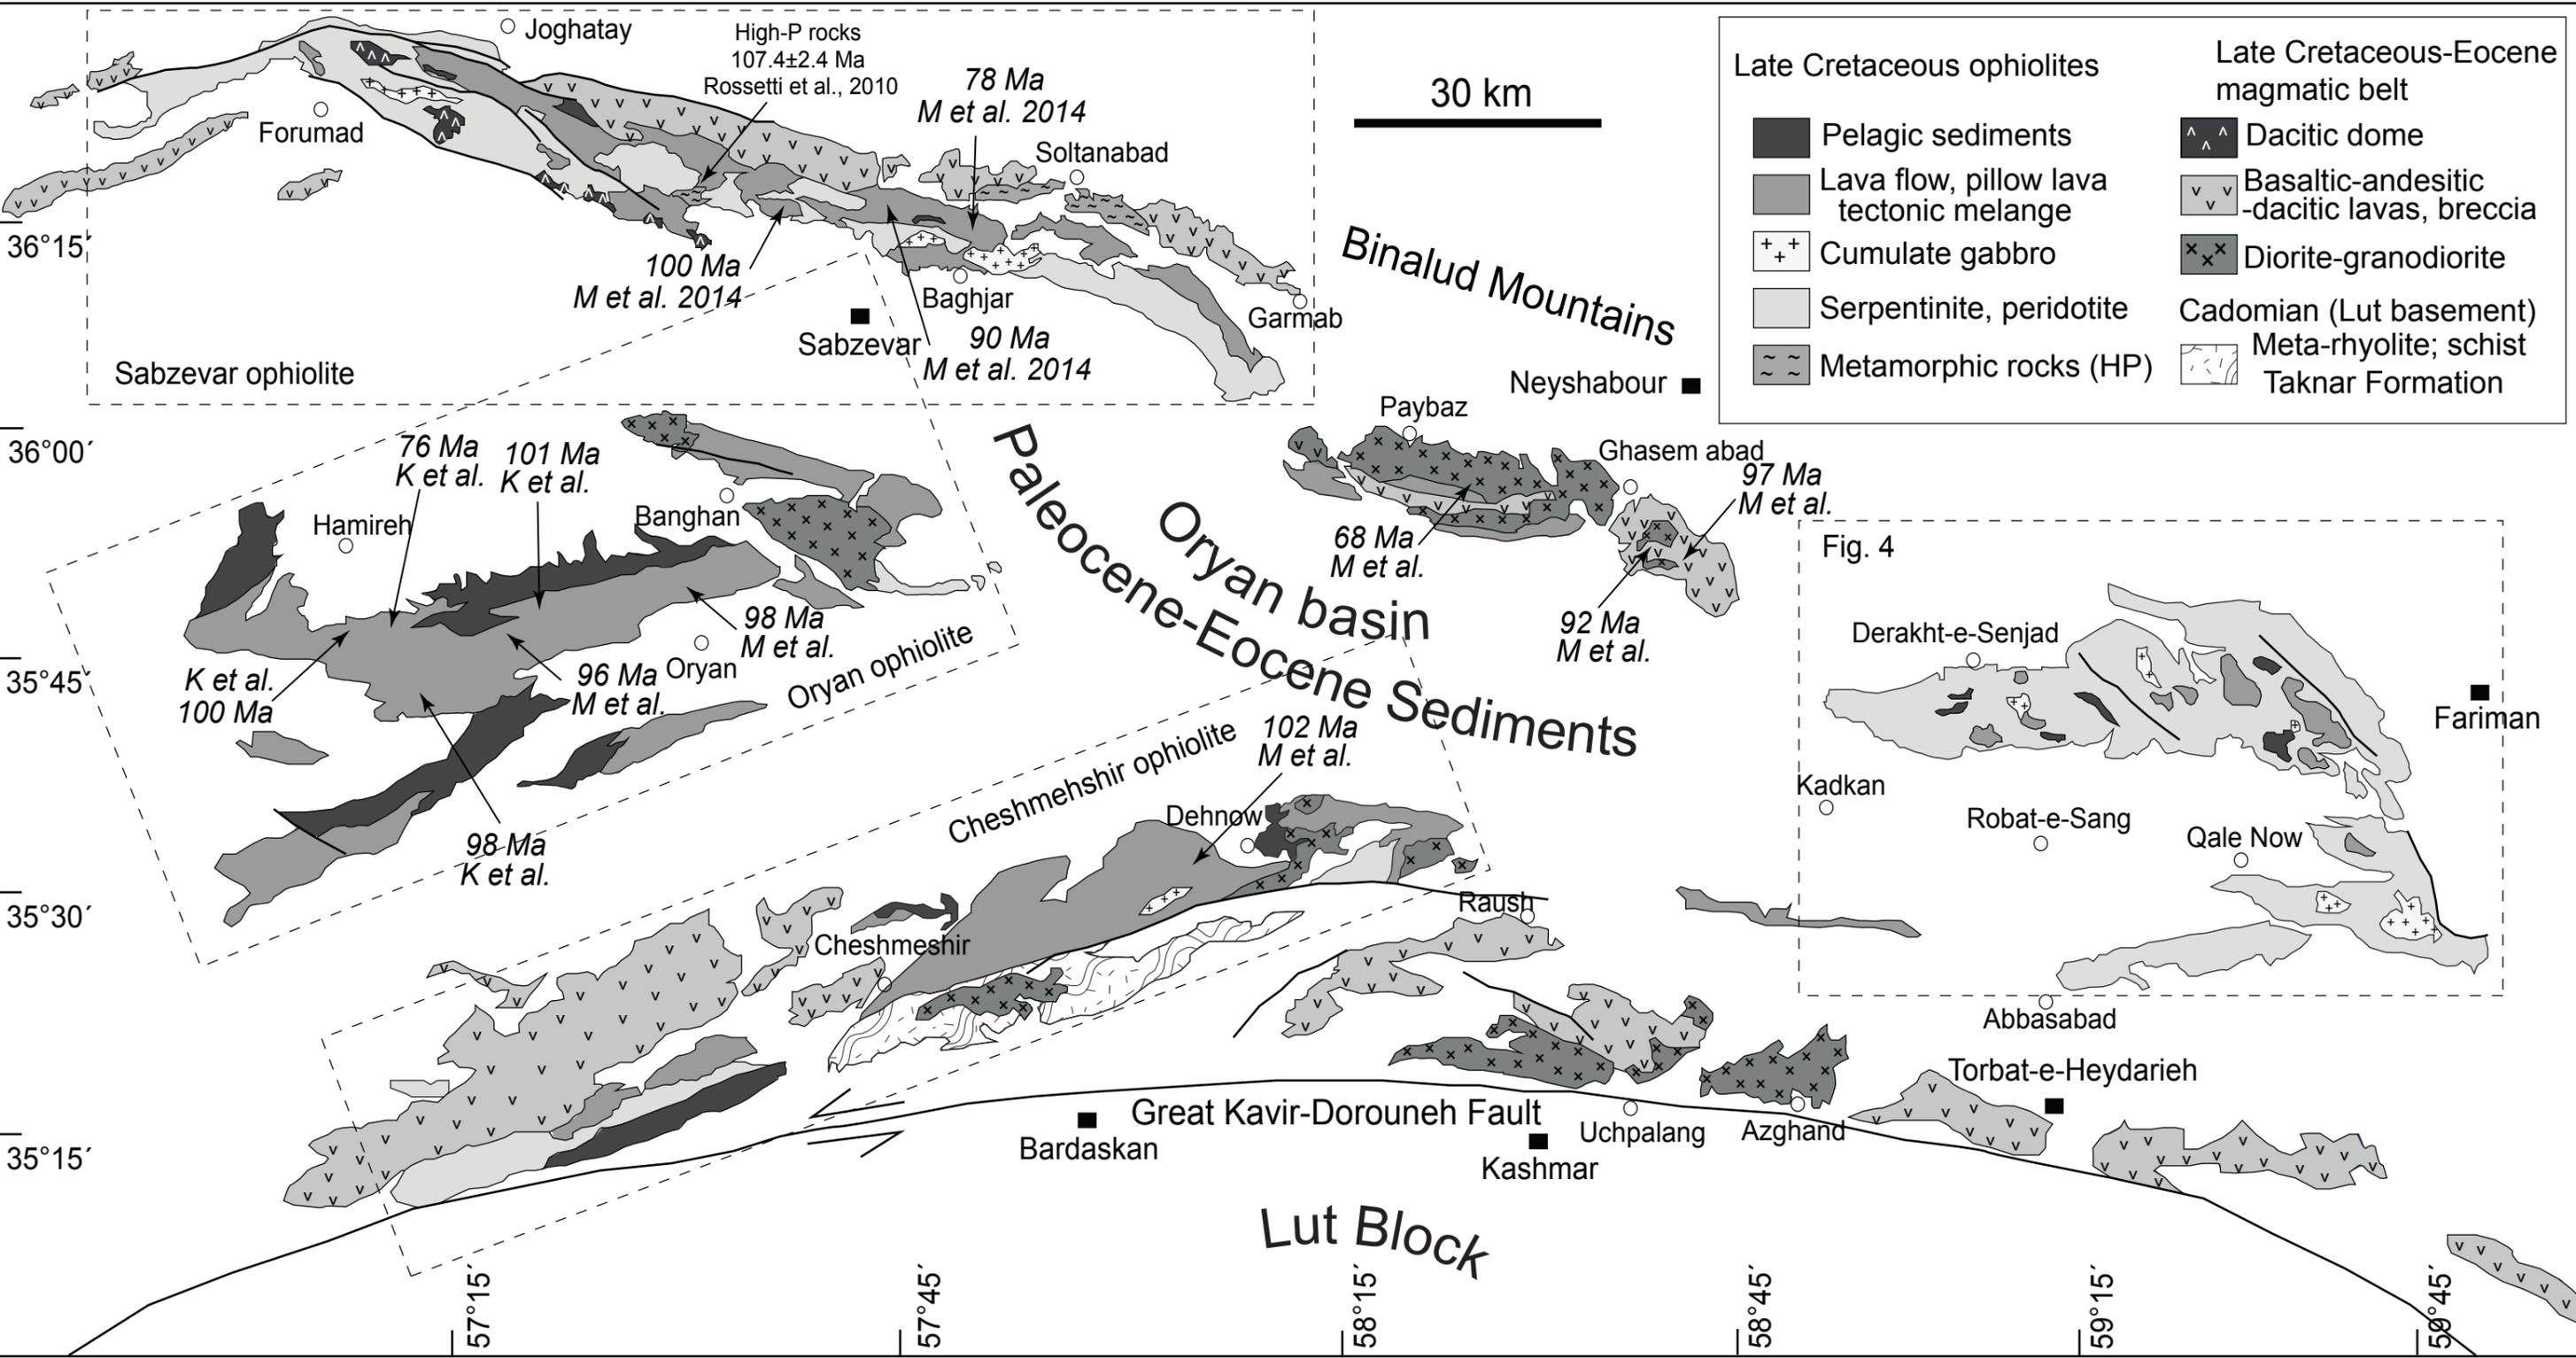 Joghatay
High-P rocks
107.4±2.4 Ma
Rossetti et al., 2010
78 Ma
M et al. 2014
Soltanabad
Forumad
36°15´
100 Ma
M et al. 2014
Baghjar
Garmab
Sabzevar
90 Ma
M et al. 2014
Sabzevar ophiolite
30 km
Binalud Mountains
Neyshabour
Late Cretaceous ophiolites
Pelagic sediments
Lava flow, pillow lava
tectonic melange
Cumulate gabbro
Serpentinite, peridotite
Metamorphic rocks (HP)
Late Cretaceous-Eocene
magmatic belt
Dacitic dome
Basaltic-andesitic
-dacitic lavas, breccia
Diorite-granodiorite
Cadomian (Lut basement)
Meta-rhyolite; schist
Taknar Formation
36°00´
76 Ma
K et al.
101 Ma
K et al.
Hamireh
Banghan
98 Ma
M et al.
Oryan
96 Ma
M et al.
K et al.
100 Ma
98 Ma
K et al.
Oryan ophiolite
35°45´
Oryan basin
Paleocene-Eocene Sediments
Paybaz
Ghasem abad
97 Ma
M et al.
68 Ma
M et al.
92 Ma
M et al.
Fig. 4
Derakht-e-Senjad
Fariman
Kadkan
Robat-e-Sang
Qale Now
Abbasabad
Cheshmehshir ophiolite
102 Ma
M et al.
Dehnow
Raush
35°30´
Cheshmeshir
Torbat-e-Heydarieh
Great Kavir-Dorouneh Fault
Bardaskan
Kashmar
Uchpalang
Azghand
35°15´
Lut Block
57°15´
57°45´
58°15´
58°45´
59°15´
59°45´